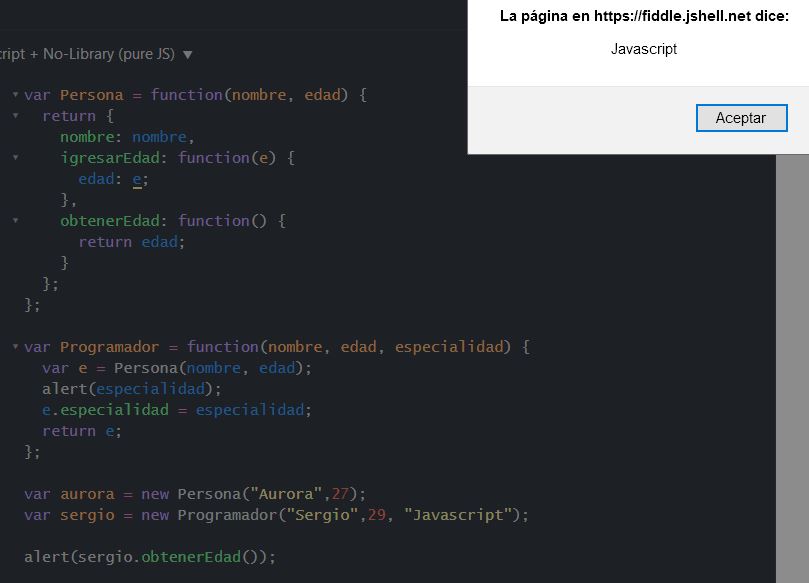 La página en https://fiddle.jshell.net dice:
Javascript
Aceptar
ript + No-Library (pure JS) ▼
var Persona = function(nombre, edad) {
return {
nombre: nombre,
igresarEdad: function(e) {
edad: e;
},
obtenerEdad: function() {
return edad;
}
};
};
var Programador = function(nombre, edad, especialidad) {
var e = Persona(nombre, edad);
alert(especialidad);
e.especialidad = especialidad;
return e;
};
var aurora = new Persona("Aurora",27);
var sergio = new Programador("Sergio",29, "Javascript");
alert(sergio.obtenerEdad());